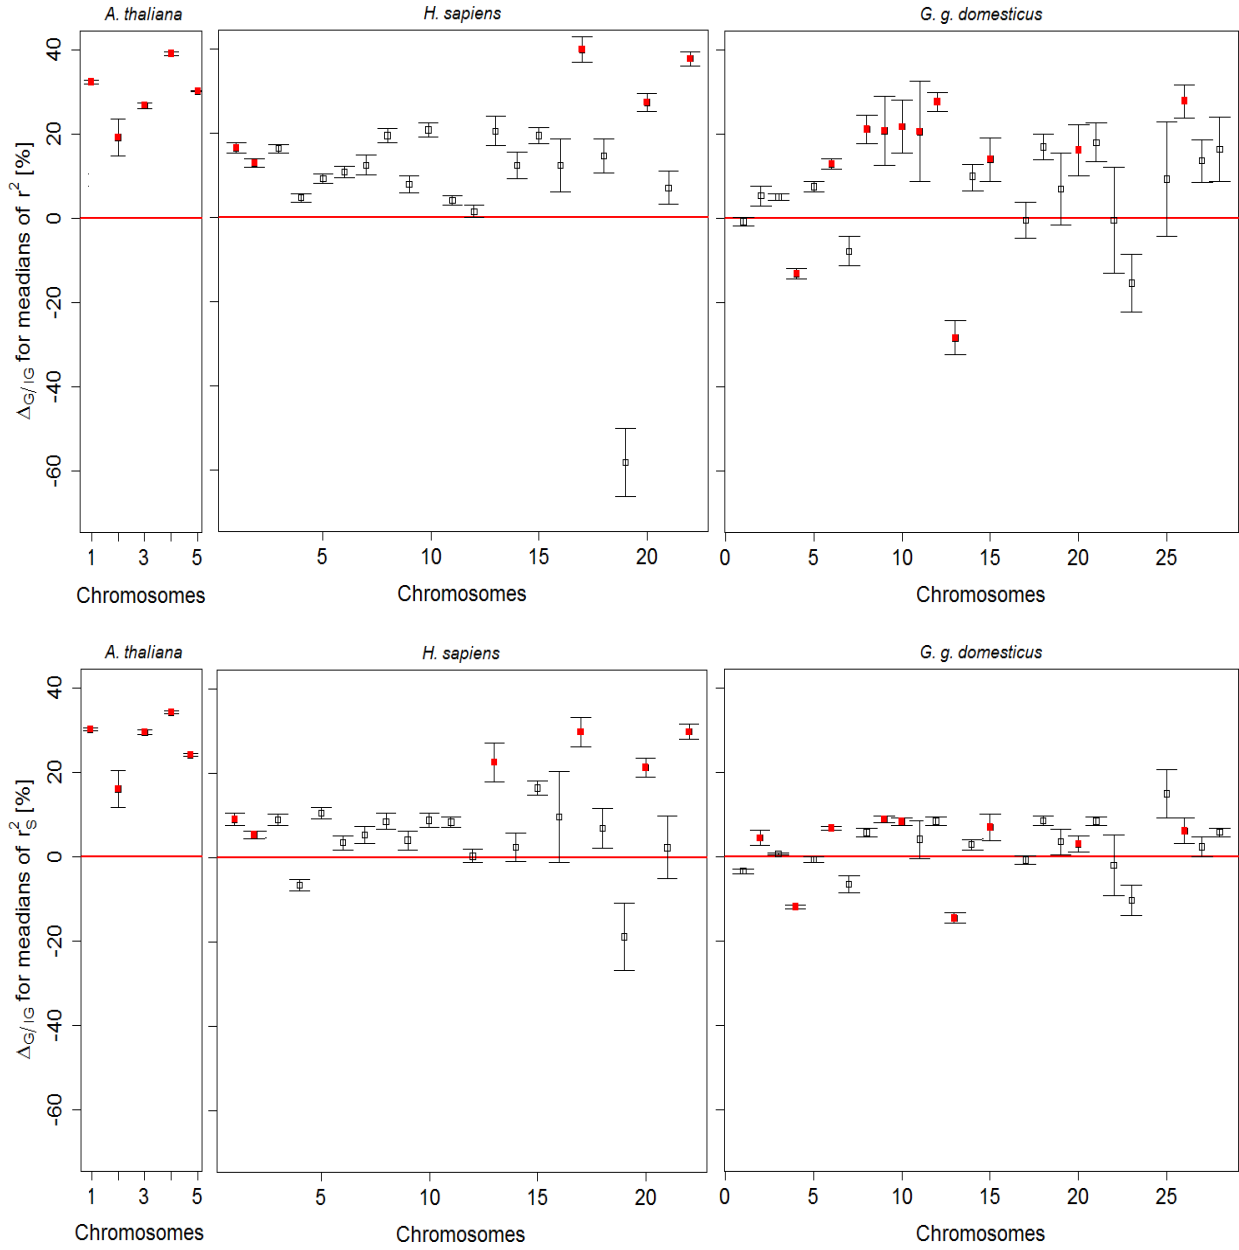 A. thaliana
H. sapiens
G. g. domesticus
ΔG/IG for meadians of r² [%]
40
20
0
-20
-40
-60
1 3 5
5 10 15 20
0 5 10 15 20 25
Chromosomes
Chromosomes
Chromosomes
A. thaliana
H. sapiens
G. g. domesticus
ΔG/IG for meadians of r²S [%]
40
20
0
-20
-40
-60
1 3 5
5 10 15 20
0 5 10 15 20 25
Chromosomes
Chromosomes
Chromosomes